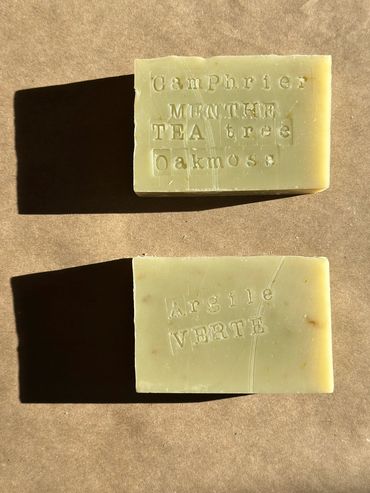 CamPhrier
MENTHE
TEA tree
Oakmoss
Argile
VERTE